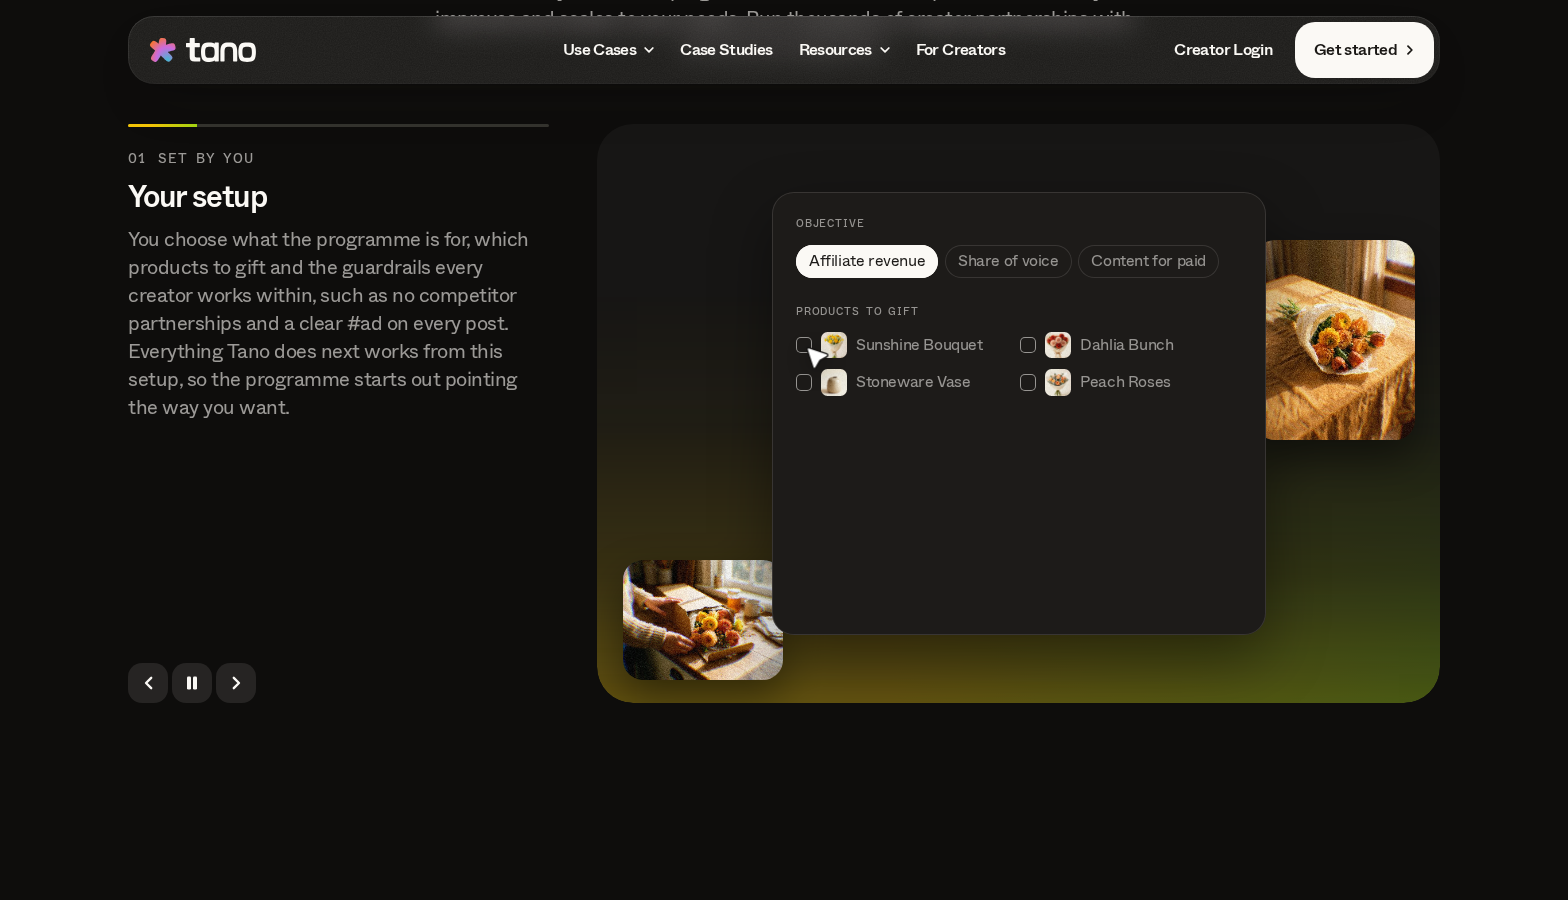 tano
Use Cases
Case Studies
Resources
For Creators
Creator Login
Get started
01 SET BY YOU
Your setup
You choose what the programme is for, which
products to gift and the guardrails every
creator works within, such as no competitor
partnerships and a clear #ad on every post.
Everything Tano does next works from this
setup, so the programme starts out pointing
the way you want.
OBJECTIVE
Affiliate revenue
Share of voice
Content for paid
PRODUCTS TO GIFT
Sunshine Bouquet
Dahlia Bunch
Stoneware Vase
Peach Roses